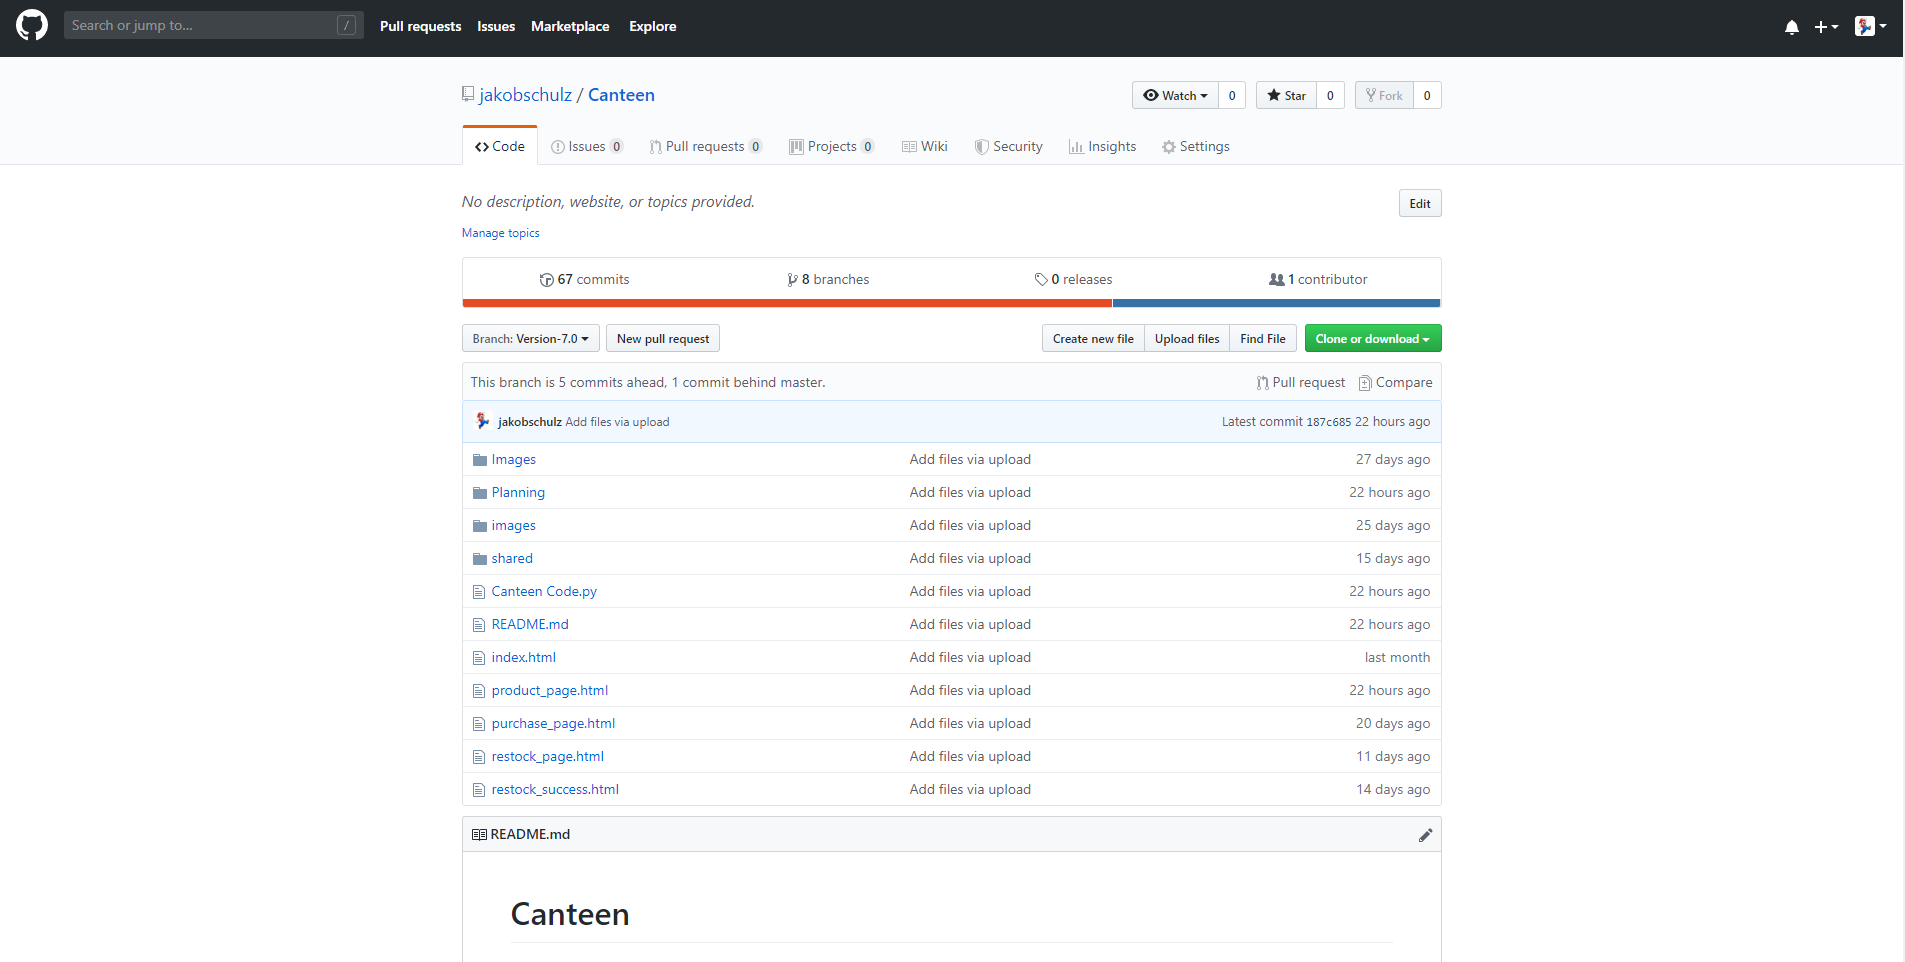 Search or jump to... / Pull requests Issues Marketplace Explore
jakobschulz / Canteen Watch 0 Star 0 Fork 0
Code Issues 0 Pull requests 0 Projects 0 Wiki Security Insights Settings
No description, website, or topics provided. Edit
Manage topics
67 commits 8 branches 0 releases 1 contributor
Branch: Version-7.0 New pull request Create new file Upload files Find File Clone or download
This branch is 5 commits ahead, 1 commit behind master. Pull request Compare
jakobschulz Add files via upload Latest commit 187c685 22 hours ago
Images Add files via upload 27 days ago
Planning Add files via upload 22 hours ago
images Add files via upload 25 days ago
shared Add files via upload 15 days ago
Canteen Code.py Add files via upload 22 hours ago
README.md Add files via upload 22 hours ago
index.html Add files via upload last month
product_page.html Add files via upload 22 hours ago
purchase_page.html Add files via upload 20 days ago
restock_page.html Add files via upload 11 days ago
restock_success.html Add files via upload 14 days ago
README.md
Canteen